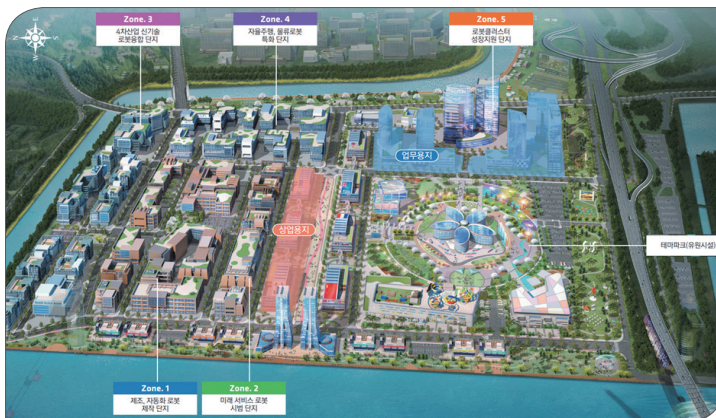 Zone. 3
4차산업 신기술
로봇융합 단지
Zone. 4
자율주행, 물류로봇
특화 단지
Zone. 5
로봇클러스터
성장지원 단지
업무용지
상업용지
테마파크(유원시설)
Zone. 1
제조, 자동화 로봇
제작 단지
Zone. 2
미래 서비스 로봇
시범 단지